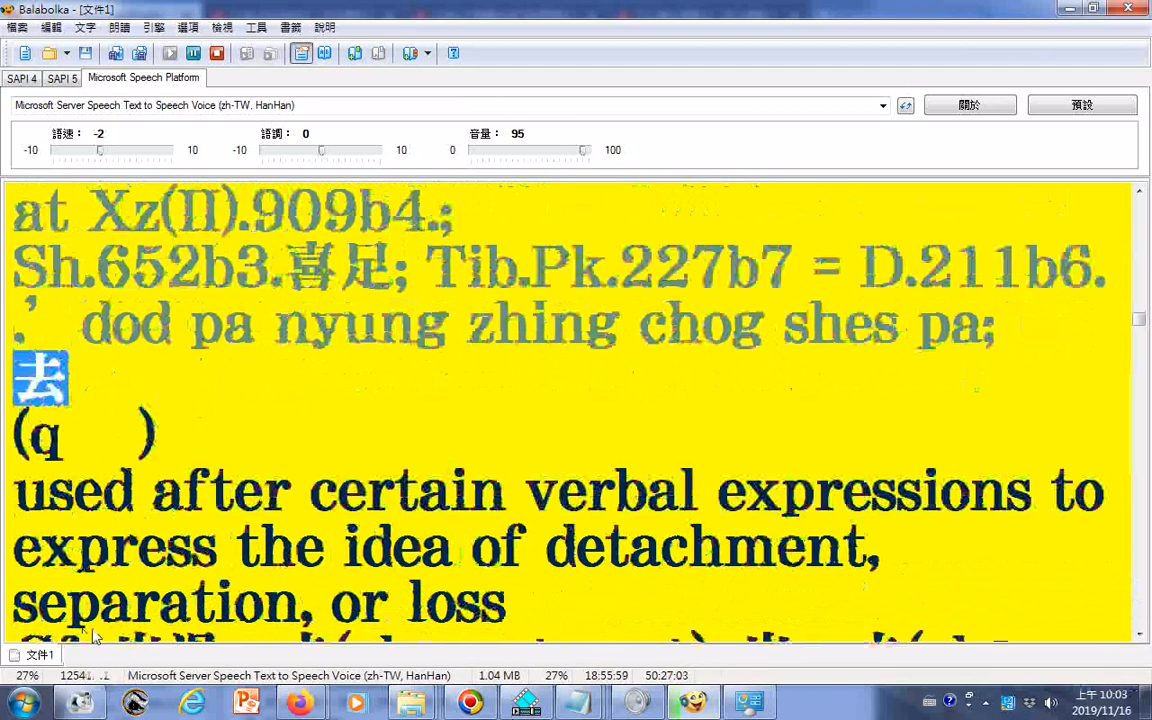 Balabolka - [文件1]
檔案 編輯 文字 朗讀 引擎 選項 檢視 工具 書籤 說明
SAPI 4 SAPI 5 Microsoft Speech Platform
Microsoft Server Speech Text to Speech Voice (zh-TW, HanHan) 關於 預設
語速： -2 語調： 0 音量： 95
-10 10 -10 10 0 100
at Xz(II).909b4.;
Sh.652b3.喜足; Tib.Pk.227b7 = D.211b6.
.’ dod pa nyung zhing chog shes pa;
去
(q )
used after certain verbal expressions to
express the idea of detachment,
separation, or loss
文件1
27% Microsoft Server Speech Text to Speech Voice (zh-TW, HanHan) 1.04 MB 27% 18:55:59 50:27:03
上午 10:03
2019/11/16